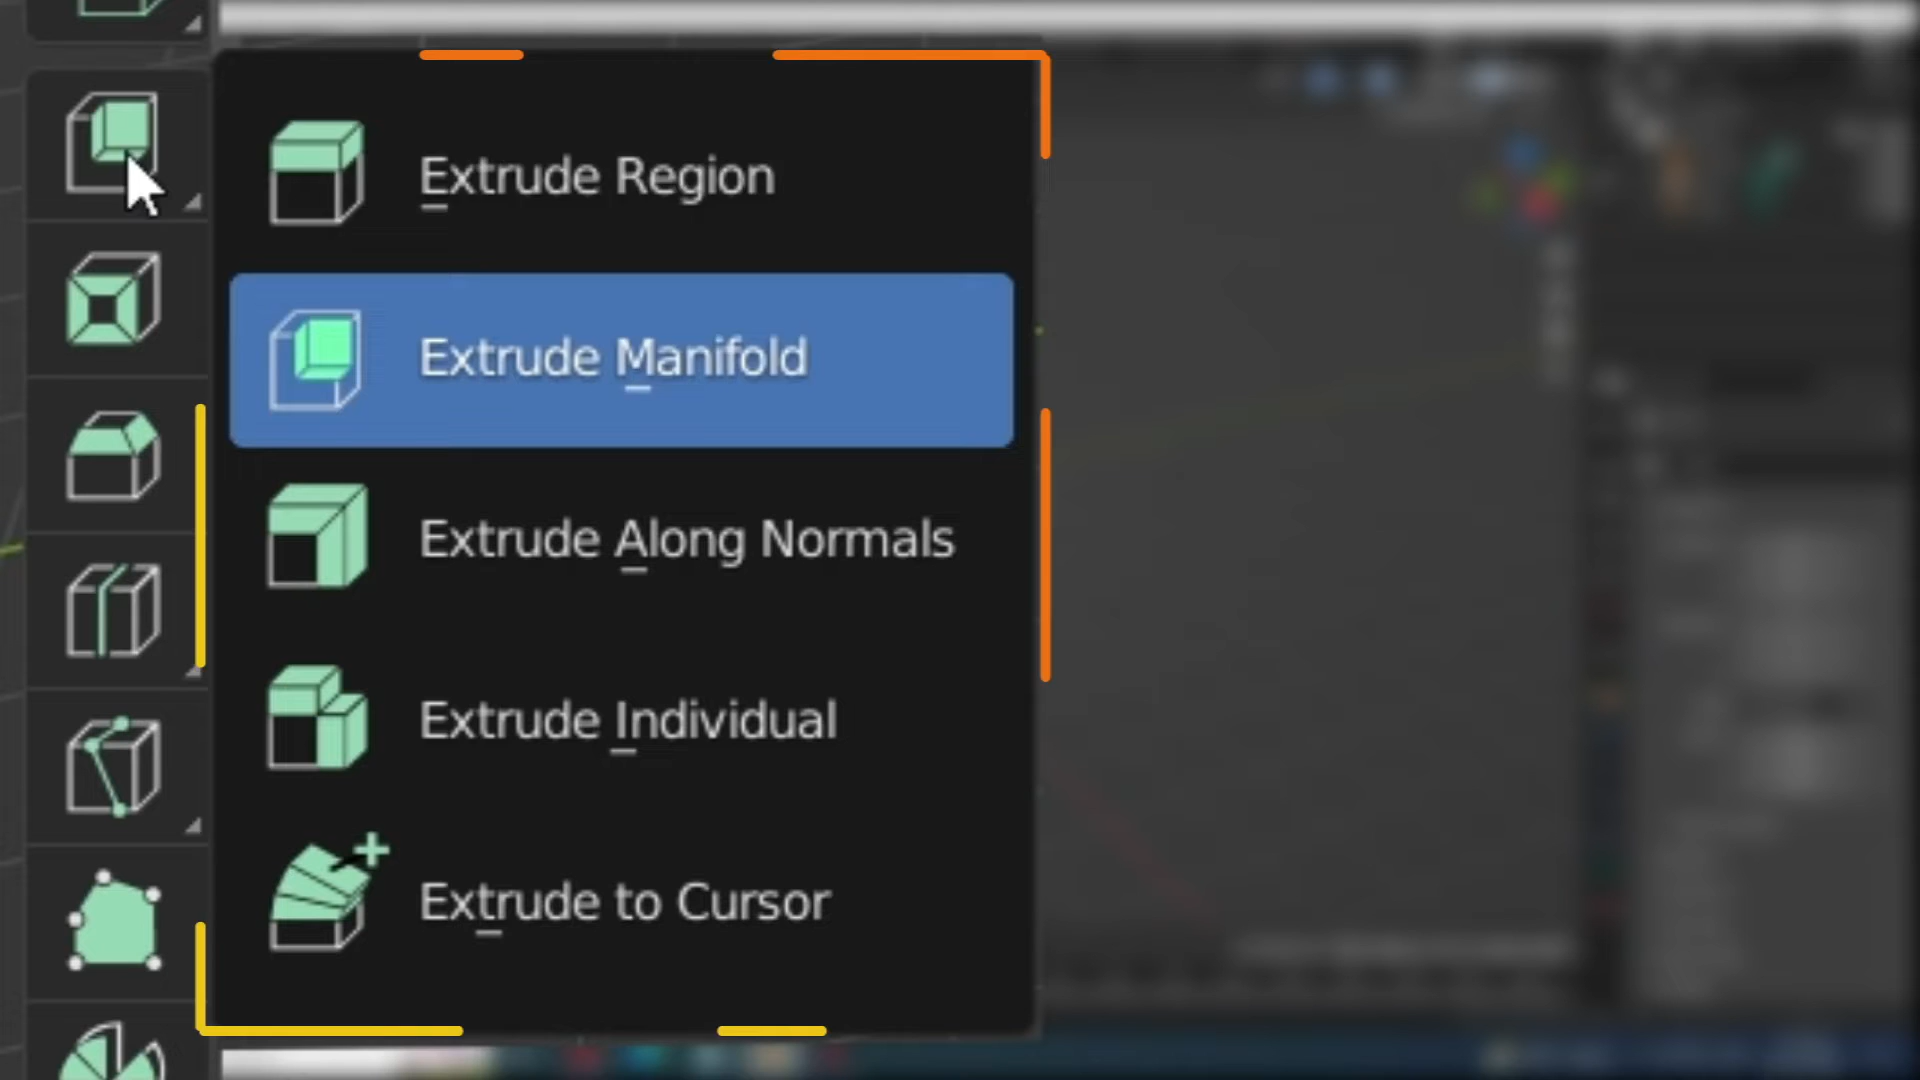 Extrude Region
Extrude Manifold
Extrude Along Normals
Extrude Individual
Extrude to Cursor